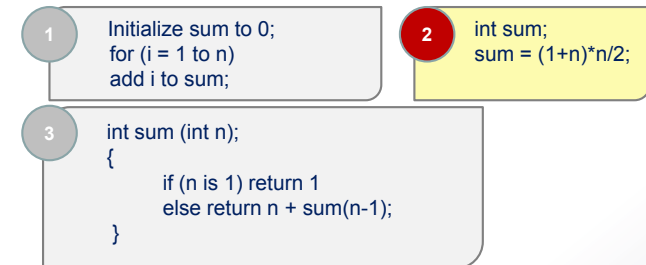 1
Initialize sum to 0;
for (i = 1 to n)
add i to sum;
2
int sum;
sum = (1+n)*n/2;
3
int sum (int n);
{
if (n is 1) return 1
else return n + sum(n-1);
}